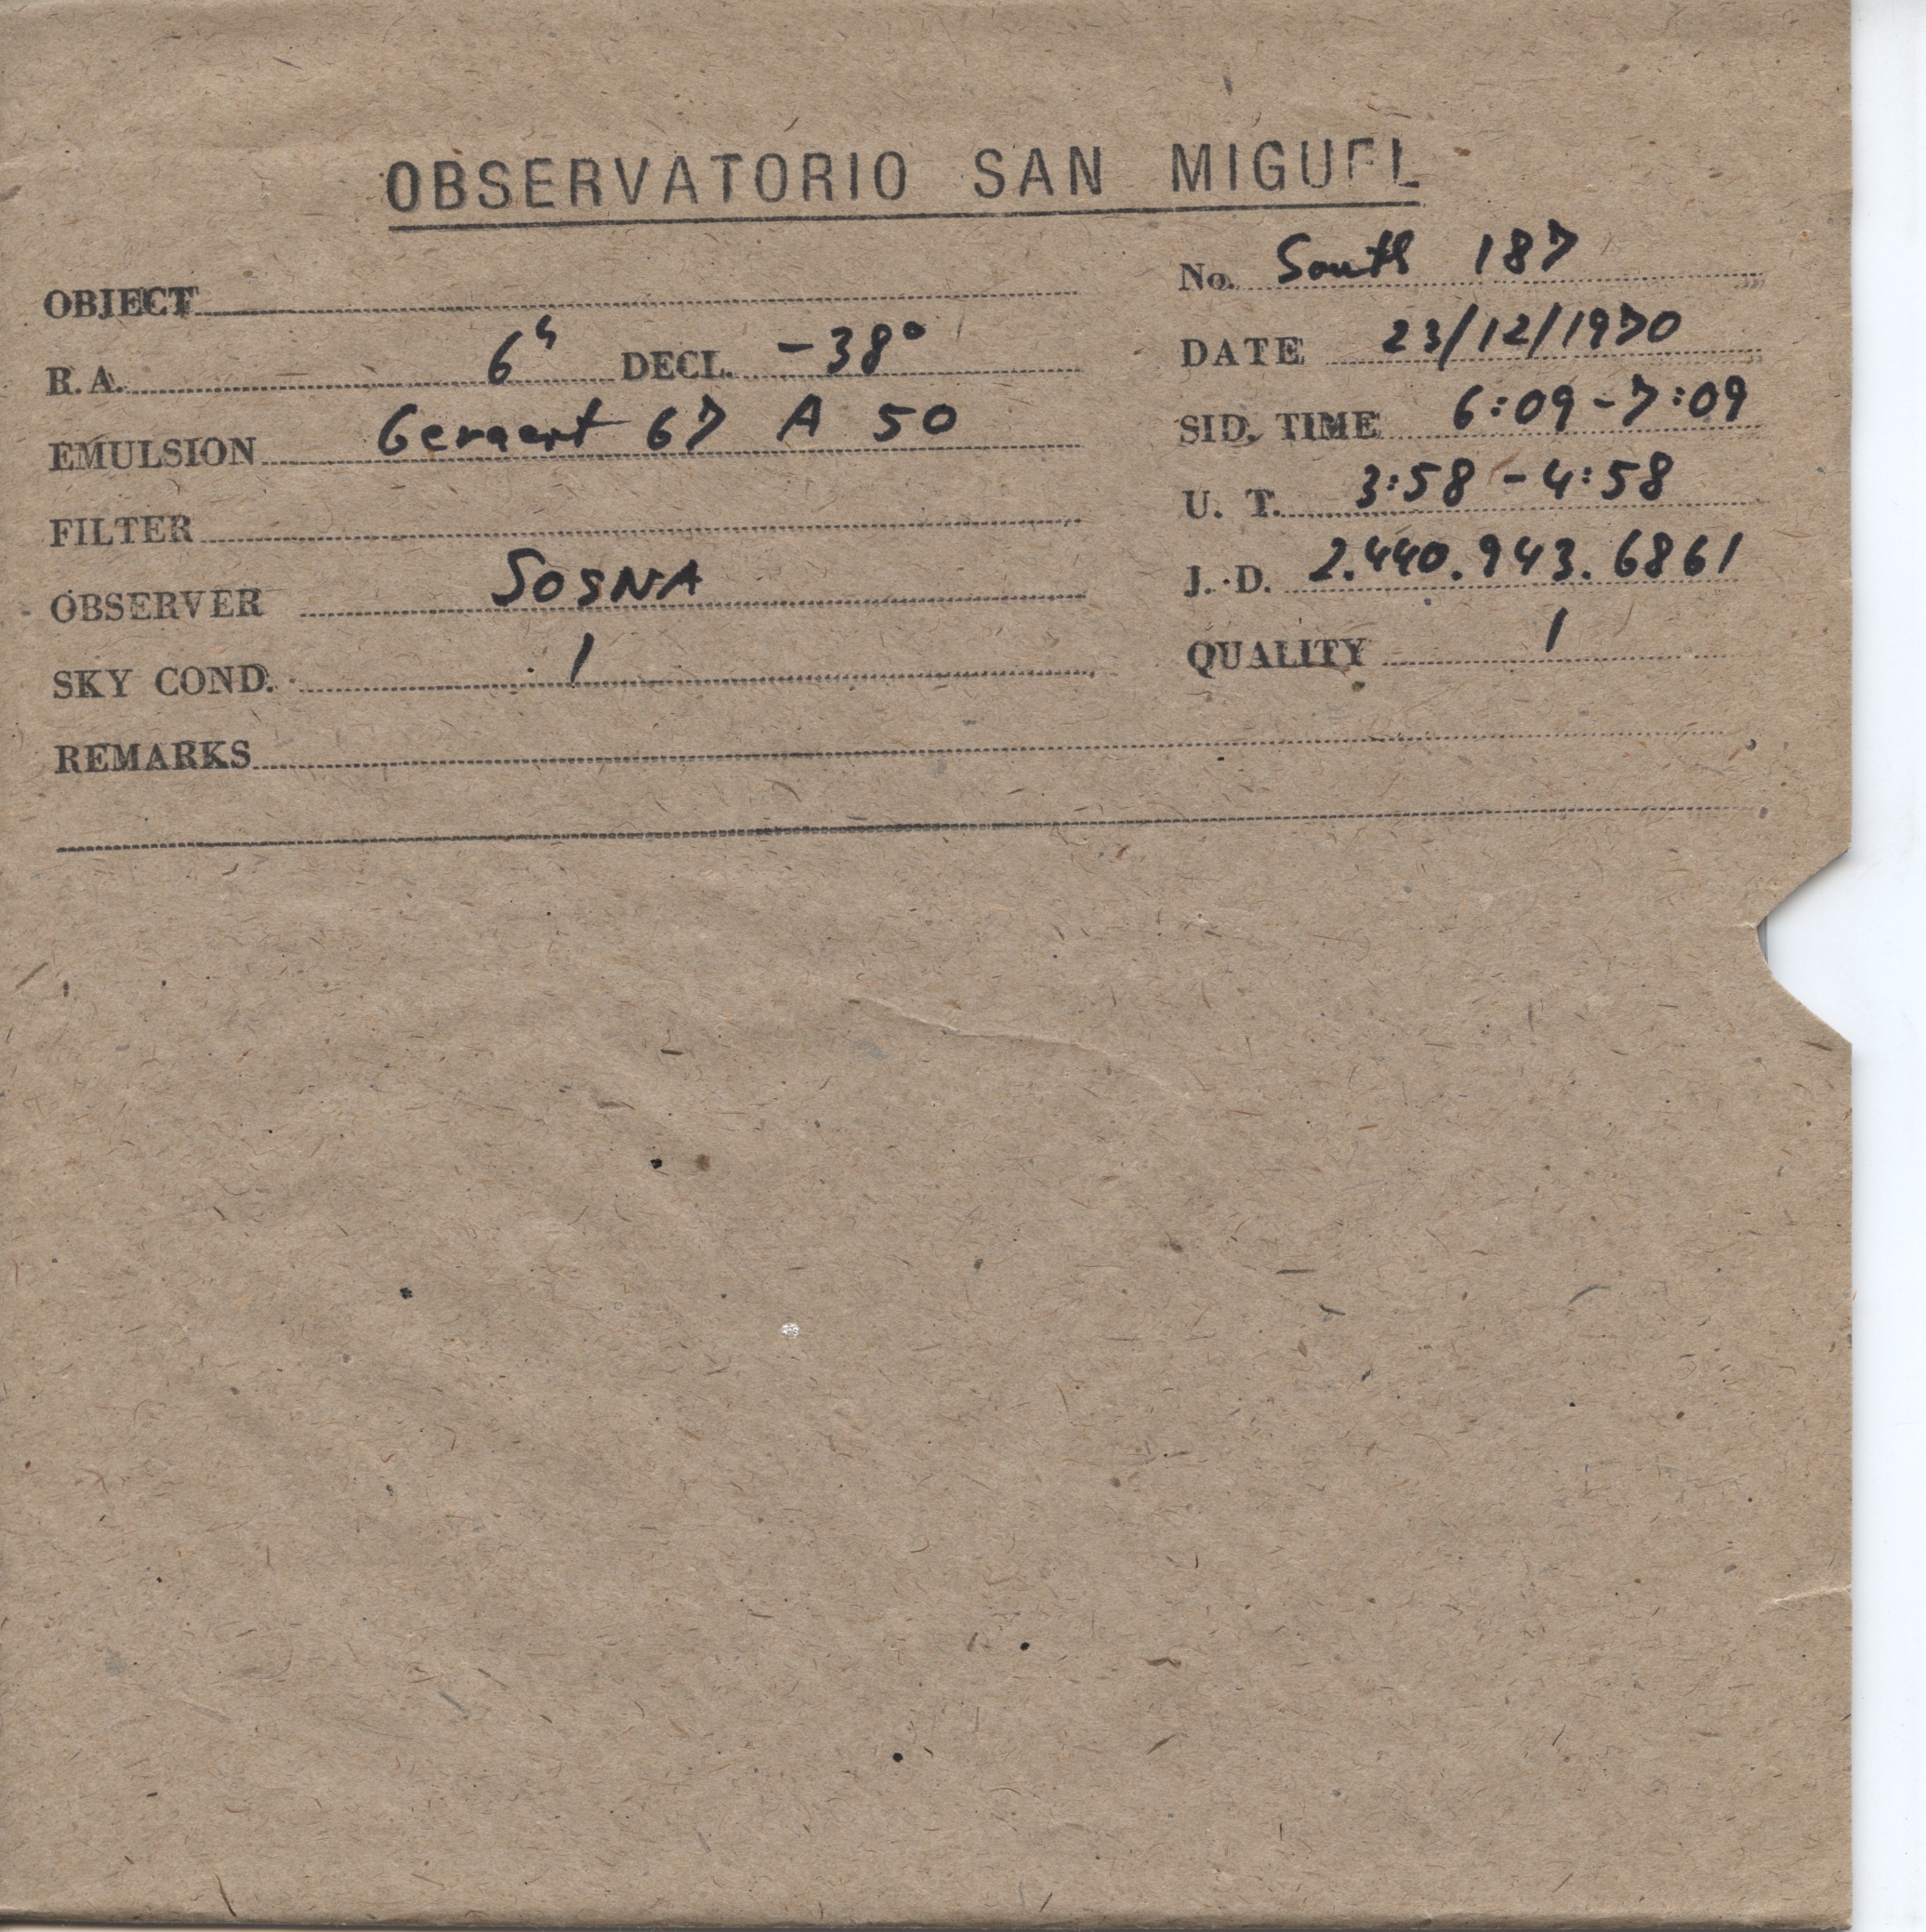 OBSERVATORIO SAN MIGUEL
OBJECT
No. South 187
R.A. 6h DECL. -38°
DATE 23/12/1970
EMULSION Gevaert 67 A 50
SID. TIME 6:09-7:09
FILTER
U. T. 3:58-4:58
OBSERVER SOSNA
J. D. 2.440.943.6861
SKY COND. 1
QUALITY 1
REMARKS